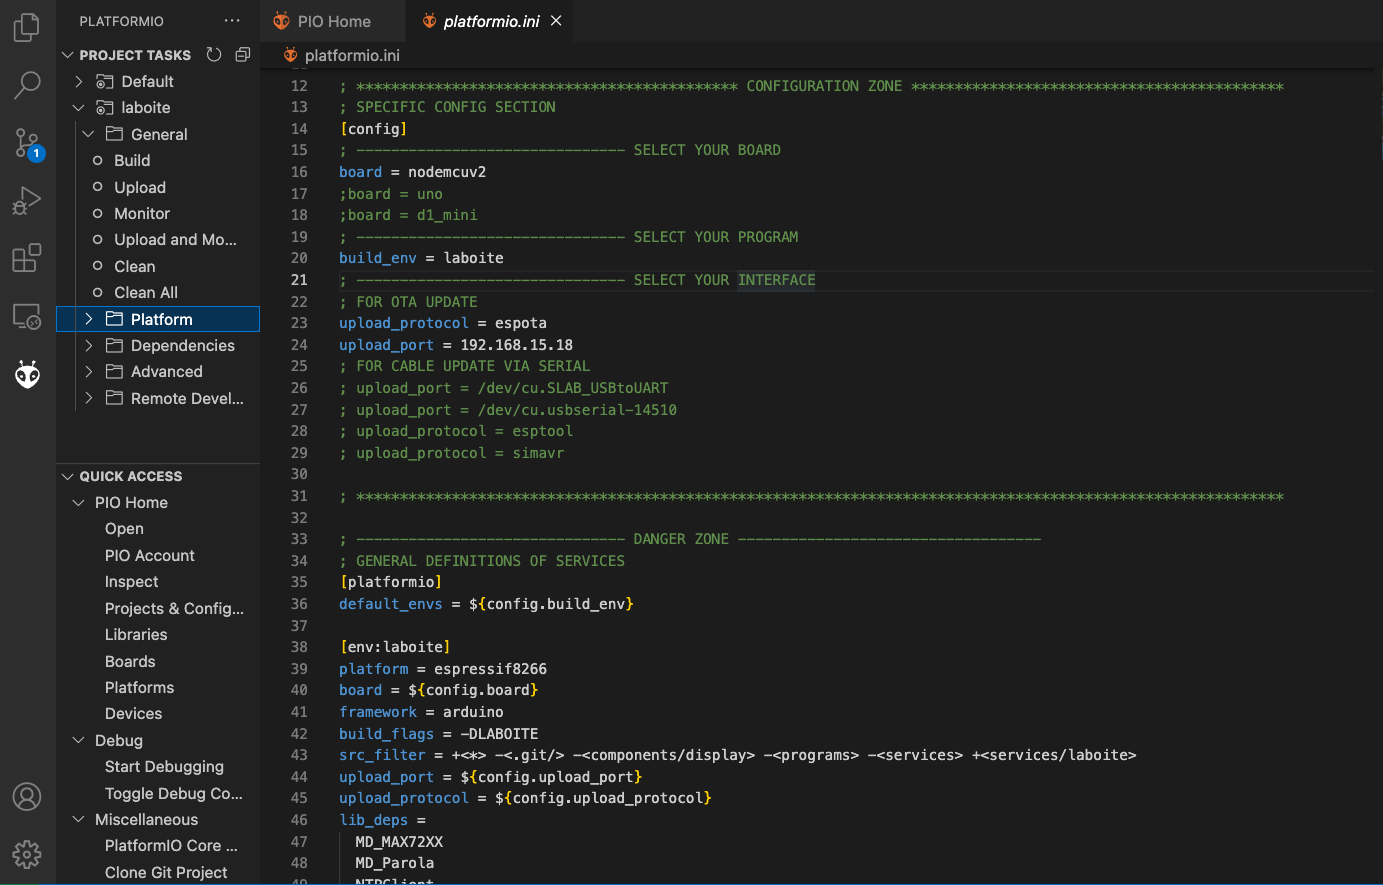 PLATFORMIO
PROJECT TASKS
Default
laboite
General
Build
Upload
Monitor
Upload and Mo...
Clean
Clean All
Platform
Dependencies
Advanced
Remote Devel...
QUICK ACCESS
PIO Home
Open
PIO Account
Inspect
Projects & Config...
Libraries
Boards
Platforms
Devices
Debug
Start Debugging
Toggle Debug Co...
Miscellaneous
PlatformIO Core ...
Clone Git Project
1
PIO Home
platformio.ini
platformio.ini
12 ; ******************************************** CONFIGURATION ZONE *******************************************
13 ; SPECIFIC CONFIG SECTION
14 [config]
15 ; ------------------------------- SELECT YOUR BOARD
16 board = nodemcuv2
17 ;board = uno
18 ;board = d1_mini
19 ; ------------------------------- SELECT YOUR PROGRAM
20 build_env = laboite
21 ; ------------------------------- SELECT YOUR INTERFACE
22 ; FOR OTA UPDATE
23 upload_protocol = espota
24 upload_port = 192.168.15.18
25 ; FOR CABLE UPDATE VIA SERIAL
26 ; upload_port = /dev/cu.SLAB_USBtoUART
27 ; upload_port = /dev/cu.usbserial-14510
28 ; upload_protocol = esptool
29 ; upload_protocol = simavr
30
31 ; ***********************************************************************************************************
32
33 ; ------------------------------- DANGER ZONE -----------------------------------
34 ; GENERAL DEFINITIONS OF SERVICES
35 [platformio]
36 default_envs = ${config.build_env}
37
38 [env:laboite]
39 platform = espressif8266
40 board = ${config.board}
41 framework = arduino
42 build_flags = -DLABOITE
43 src_filter = +<*> -<.git/> -<components/display> -<programs> -<services> +<services/laboite>
44 upload_port = ${config.upload_port}
45 upload_protocol = ${config.upload_protocol}
46 lib_deps =
47 MD_MAX72XX
48 MD_Parola
49 NTPClient